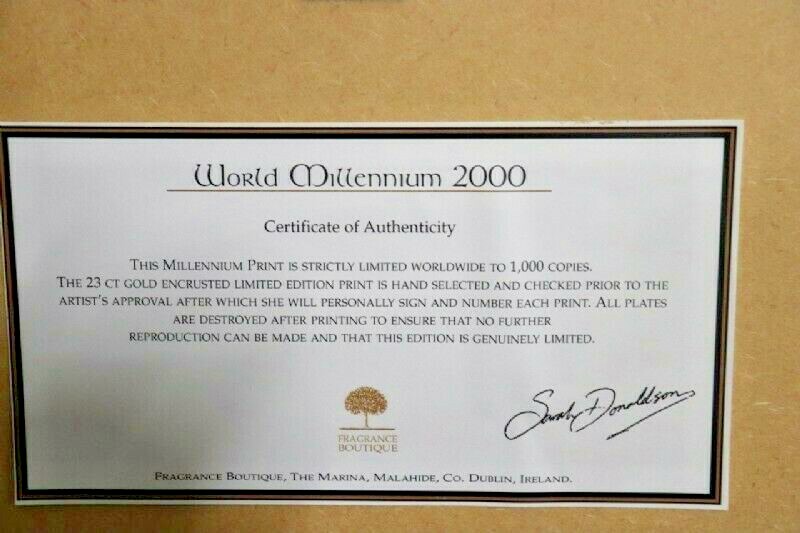 World Millennium 2000
Certificate of Authenticity
THIS MILLENNIUM PRINT IS STRICTLY LIMITED WORLDWIDE TO 1,000 COPIES.
THE 23 CT GOLD ENCRUSTED LIMITED EDITION PRINT IS HAND SELECTED AND CHECKED PRIOR TO THE
ARTIST'S APPROVAL AFTER WHICH SHE WILL PERSONALLY SIGN AND NUMBER EACH PRINT. ALL PLATES
ARE DESTROYED AFTER PRINTING TO ENSURE THAT NO FURTHER
REPRODUCTION CAN BE MADE AND THAT THIS EDITION IS GENUINELY LIMITED.
Sarah Donaldson
FRAGRANCE
BOUTIQUE
FRAGRANCE BOUTIQUE, THE MARINA, MALAHIDE, CO. DUBLIN, IRELAND.